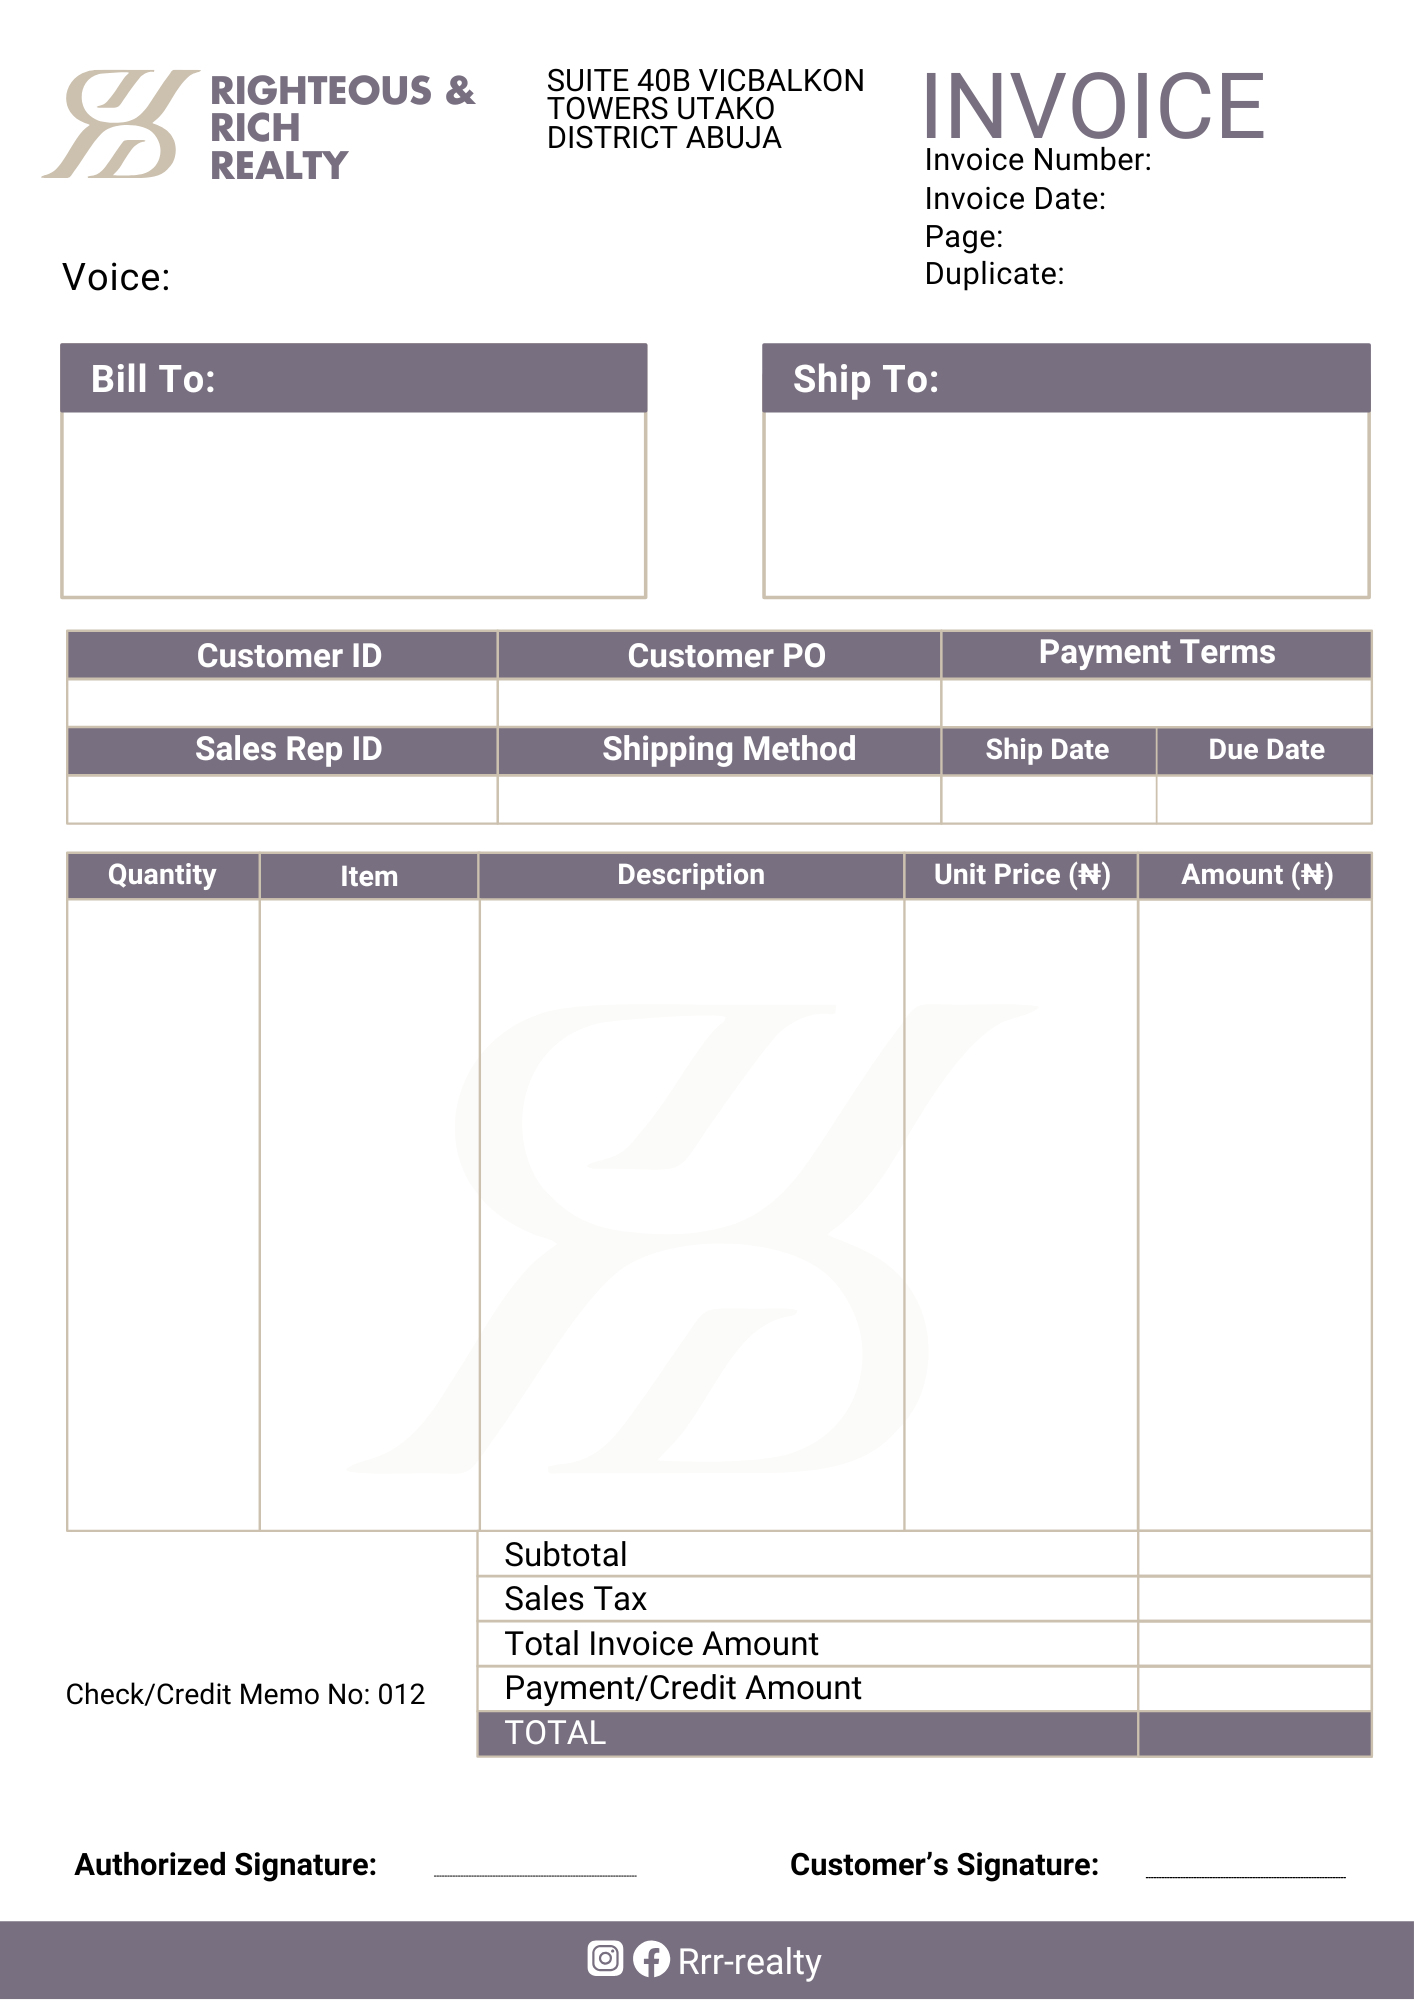 RIGHTEOUS &
RICH
REALTY
SUITE 40B VICBALKON
TOWERS UTAKO
DISTRICT ABUJA
INVOICE
Invoice Number:
Invoice Date:
Page:
Duplicate:
Voice:
Bill To:
Ship To:
Customer ID Customer PO Payment Terms
Sales Rep ID Shipping Method Ship Date Due Date
Quantity Item Description Unit Price (₦) Amount (₦)
Subtotal
Sales Tax
Total Invoice Amount
Payment/Credit Amount
Check/Credit Memo No: 012
TOTAL
Authorized Signature:
Customer’s Signature:
Rrr-realty